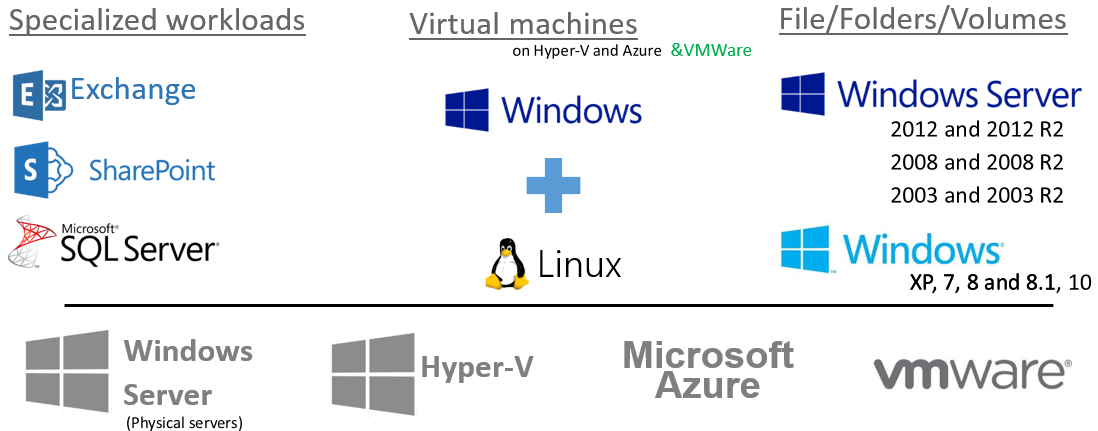 Specialized workloads
Exchange
SharePoint
Microsoft®
SQL Server®
Virtual machines
on Hyper-V and Azure &VMWare
Windows
Linux
File/Folders/Volumes
Windows Server
2012 and 2012 R2
2008 and 2008 R2
2003 and 2003 R2
Windows®
XP, 7, 8 and 8.1, 10
Windows
Server
(Physical servers)
Hyper-V
Microsoft
Azure
vmware®